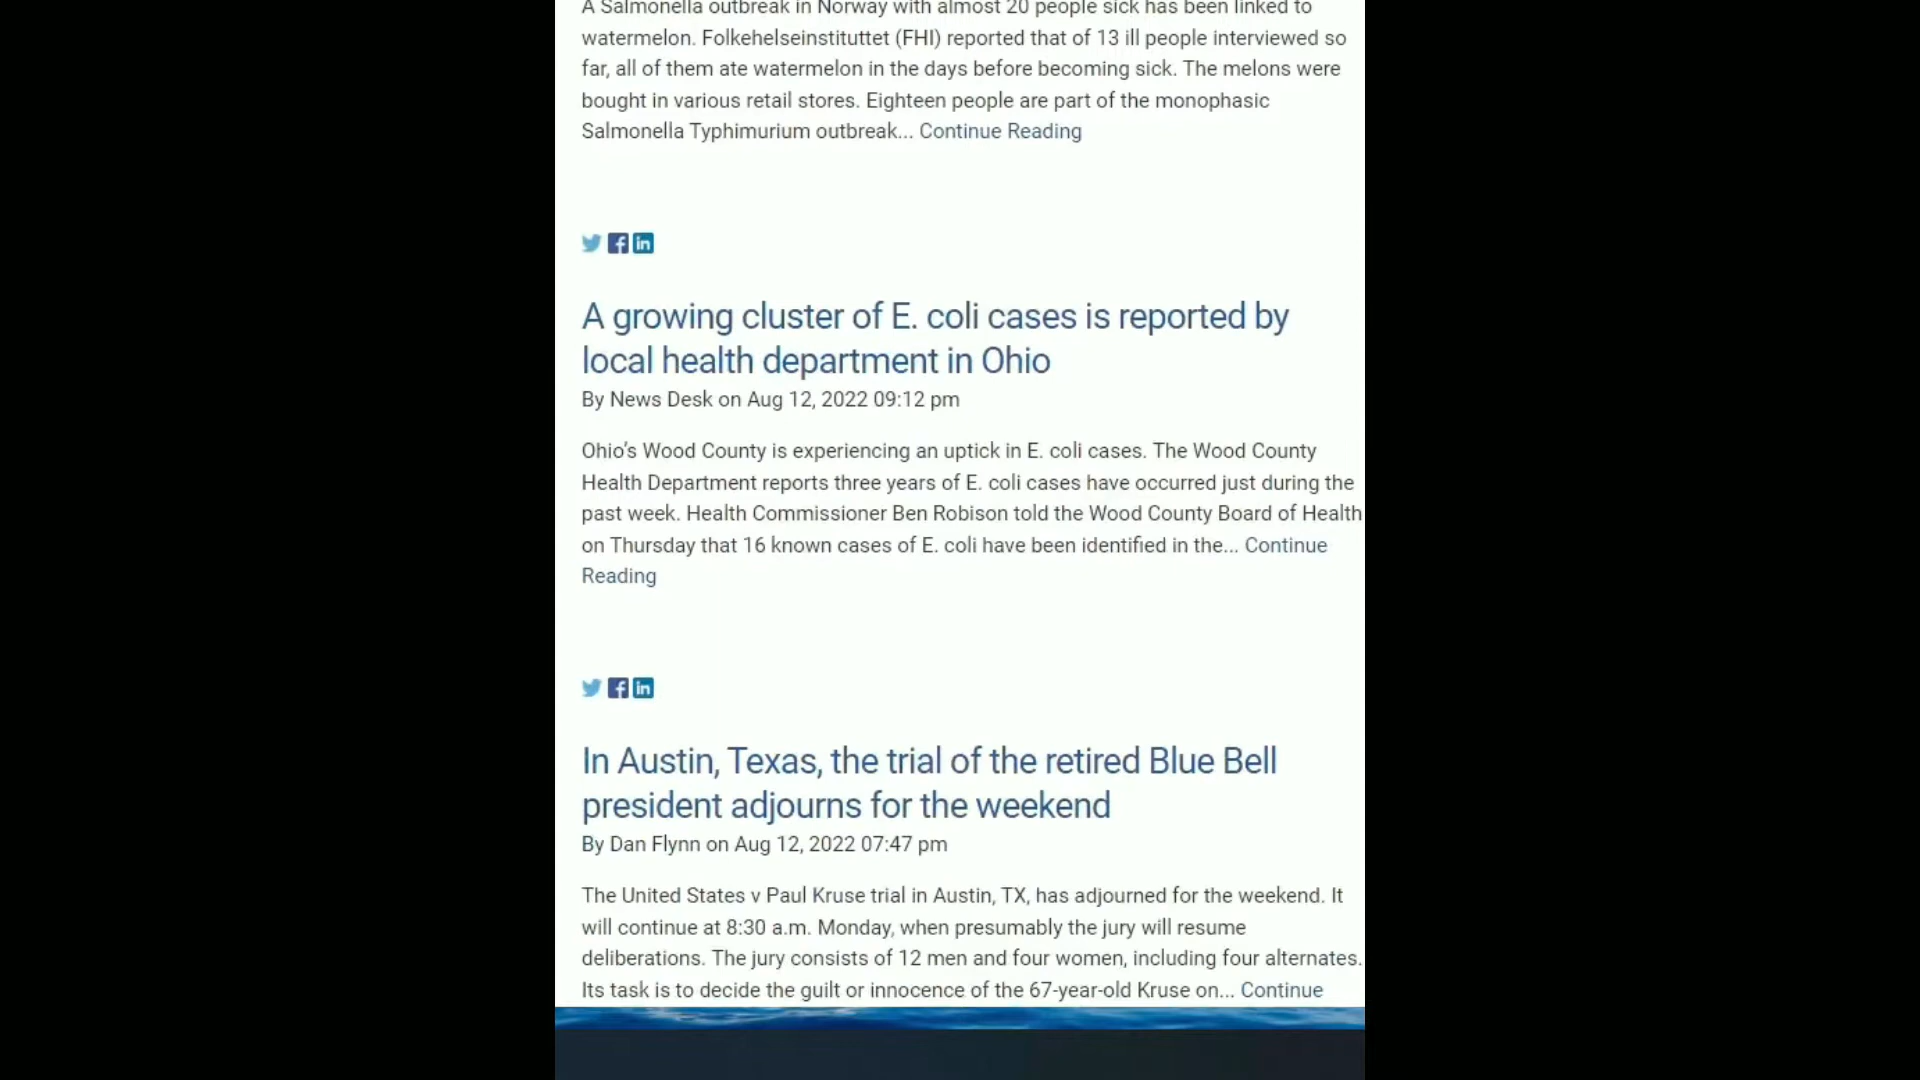 A Salmonella outbreak in Norway with almost 20 people sick has been linked to
watermelon. Folkehelseinstituttet (FHI) reported that of 13 ill people interviewed so
far, all of them ate watermelon in the days before becoming sick. The melons were
bought in various retail stores. Eighteen people are part of the monophasic
Salmonella Typhimurium outbreak... Continue Reading
A growing cluster of E. coli cases is reported by
local health department in Ohio
By News Desk on Aug 12, 2022 09:12 pm
Ohio’s Wood County is experiencing an uptick in E. coli cases. The Wood County
Health Department reports three years of E. coli cases have occurred just during the
past week. Health Commissioner Ben Robison told the Wood County Board of Health
on Thursday that 16 known cases of E. coli have been identified in the... Continue
Reading
In Austin, Texas, the trial of the retired Blue Bell
president adjourns for the weekend
By Dan Flynn on Aug 12, 2022 07:47 pm
The United States v Paul Kruse trial in Austin, TX, has adjourned for the weekend. It
will continue at 8:30 a.m. Monday, when presumably the jury will resume
deliberations. The jury consists of 12 men and four women, including four alternates.
Its task is to decide the guilt or innocence of the 67-year-old Kruse on... Continue